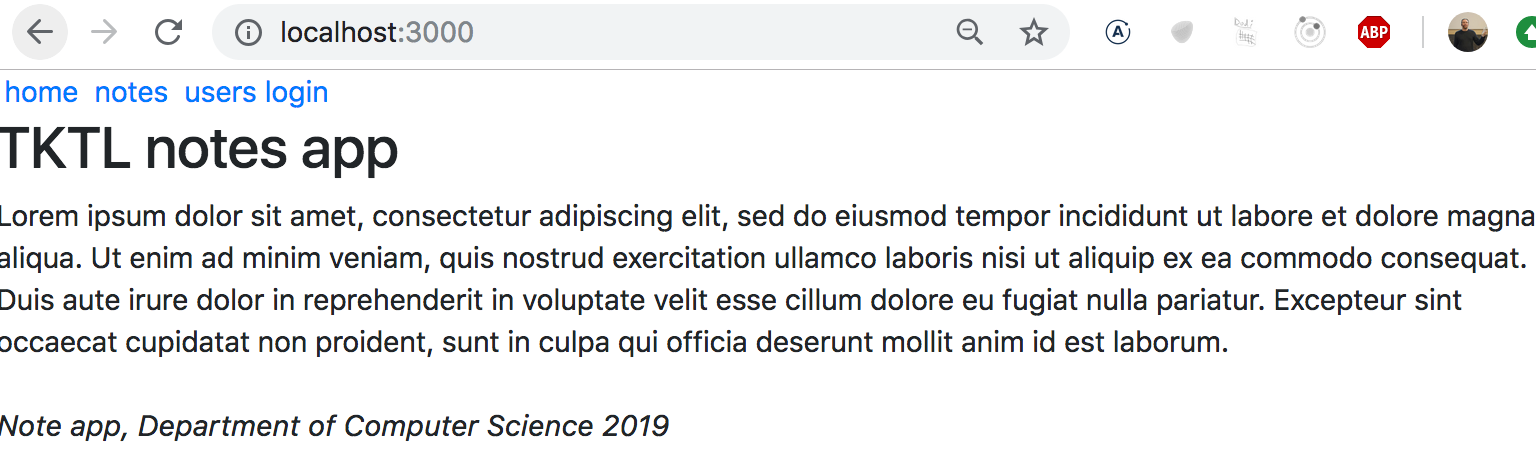 localhost:3000
A
ABP
home notes users login
TKTL notes app
Lorem ipsum dolor sit amet, consectetur adipiscing elit, sed do eiusmod tempor incididunt ut labore et dolore magna
aliqua. Ut enim ad minim veniam, quis nostrud exercitation ullamco laboris nisi ut aliquip ex ea commodo consequat.
Duis aute irure dolor in reprehenderit in voluptate velit esse cillum dolore eu fugiat nulla pariatur. Excepteur sint
occaecat cupidatat non proident, sunt in culpa qui officia deserunt mollit anim id est laborum.
Note app, Department of Computer Science 2019